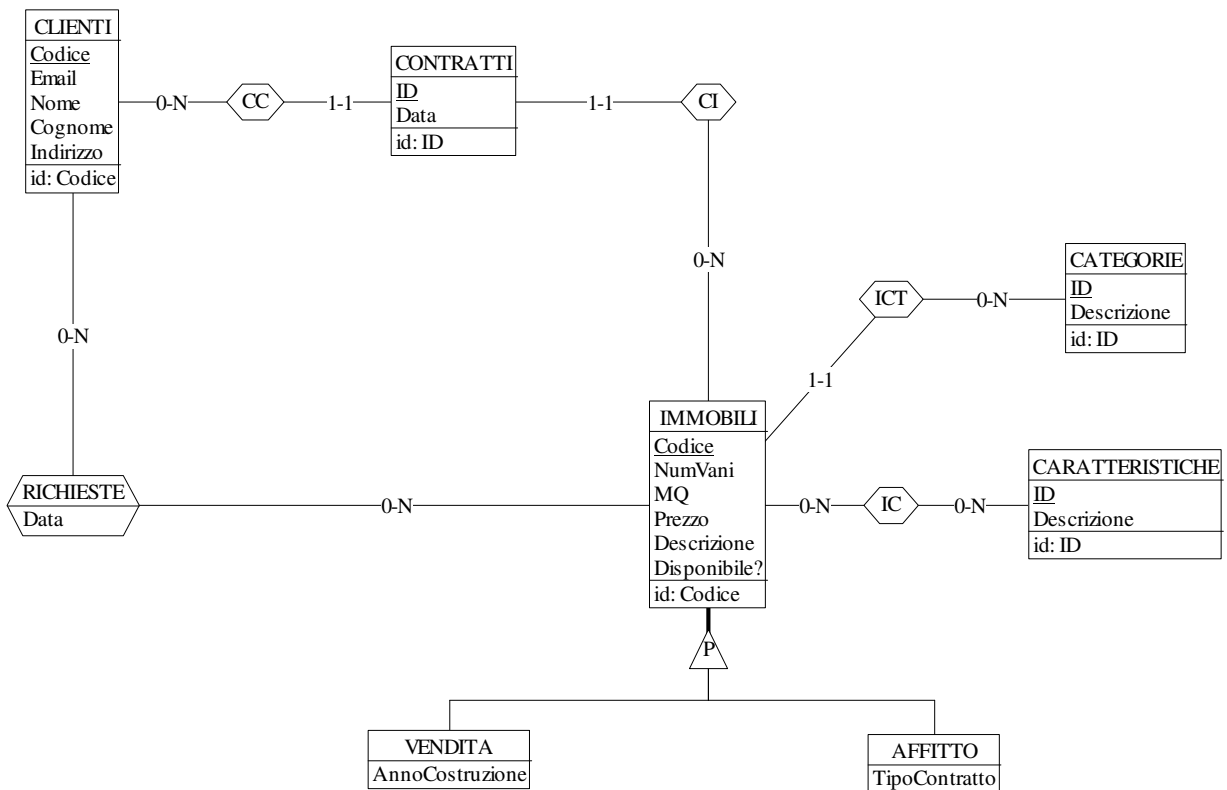 CLIENTI
Codice
Email
Nome
Cognome
Indirizzo
id: Codice
0-N
CC
1-1
CONTRATTI
ID
Data
id: ID
1-1
CI
0-N
0-N
CATEGORIE
ID
Descrizione
id: ID
ICT
0-N
1-1
RICHIESTE
Data
0-N
IMMOBILI
Codice
NumVani
MQ
Prezzo
Descrizione
Disponibile?
id: Codice
0-N
IC
0-N
CARATTERISTICHE
ID
Descrizione
id: ID
P
VENDITA
AnnoCostruzione
AFFITTO
TipoContratto